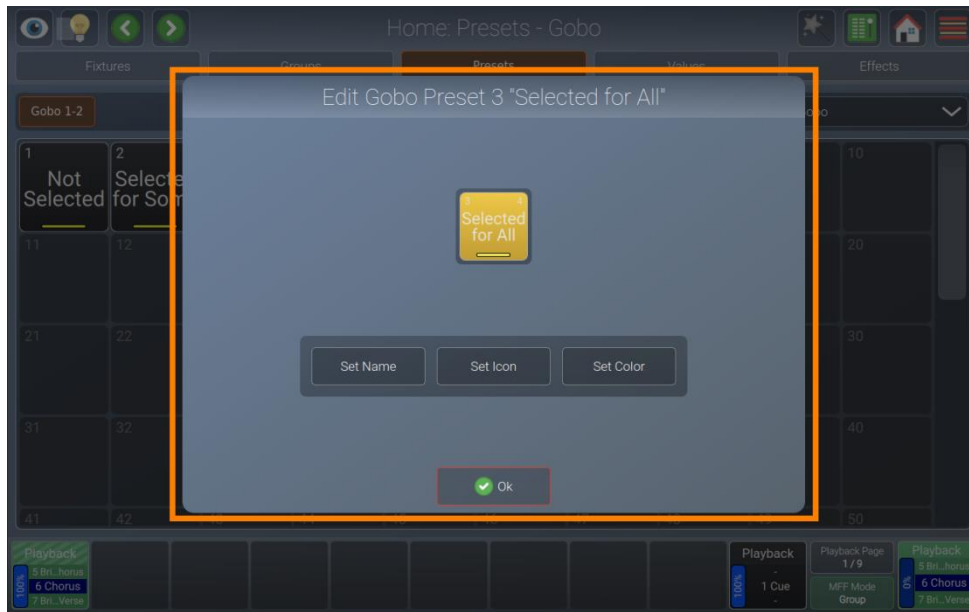 Home: Presets - Gobo
Fixtures
Groups
Presets
Values
Effects
Gobo 1-2
Edit Gobo Preset 3 "Selected for All"
1
2
10
Not
Selected
Selecte
for Som
3 4
Selected
for All
11
12
20
21
22
30
Set Name
Set Icon
Set Color
31
32
40
Ok
41
42
50
Playback
5 Bri...horus
6 Chorus
7 Bri...Verse
100%
Playback
-
1 Cue
-
100%
Playback Page
1 / 9
MFF Mode
Group
Playback
5 Bri...horus
6 Chorus
7 Bri...Verse
0%